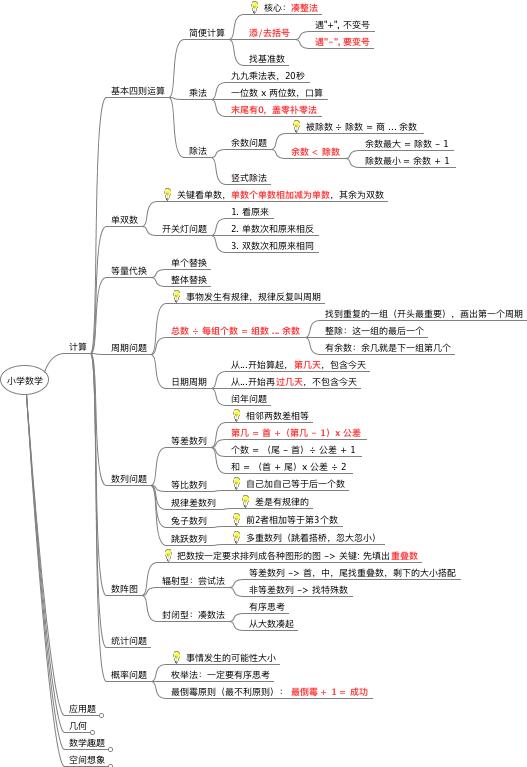 小学数学
计算
基本四则运算
简便计算
核心：凑整法
添/去括号
遇"+", 不变号
遇"-", 要变号
找基准数
乘法
九九乘法表，20秒
一位数 x 两位数，口算
末尾有0，盖零补零法
除法
余数问题
被除数 ÷ 除数 = 商 ... 余数
余数 < 除数
余数最大 = 除数 - 1
除数最小 = 余数 + 1
竖式除法
单双数
关键看单数，单数个单数相加减为单数，其余为双数
开关灯问题
1. 看原来
2. 单数次和原来相反
3. 双数次和原来相同
等量代换
单个替换
整体替换
周期问题
事物发生有规律，规律反复叫周期
总数 ÷ 每组个数 = 组数 ... 余数
找到重复的一组（开头最重要），画出第一个周期
整除：这一组的最后一个
有余数：余几就是下一组第几个
日期周期
从...开始算起，第几天，包含今天
从...开始再过几天，不包含今天
闰年问题
数列问题
等差数列
相邻两数差相等
第几 = 首 +（第几 - 1）x 公差
个数 = （尾 - 首）÷ 公差 + 1
和 = （首 + 尾）x 公差 ÷ 2
等比数列
自己加自己等于后一个数
规律差数列
差是有规律的
兔子数列
前2者相加等于第3个数
跳跃数列
多重数列（跳着搭桥，忽大忽小）
数阵图
把数按一定要求排列成各种图形的图 -> 关键: 先填出重叠数
辐射型：尝试法
等差数列 -> 首，中，尾找重叠数，剩下的大小搭配
非等差数列 -> 找特殊数
封闭型：凑数法
有序思考
从大数凑起
统计问题
概率问题
事情发生的可能性大小
枚举法：一定要有序思考
最倒霉原则（最不利原则）： 最倒霉 + 1 = 成功
应用题
几何
数学趣题
空间想象